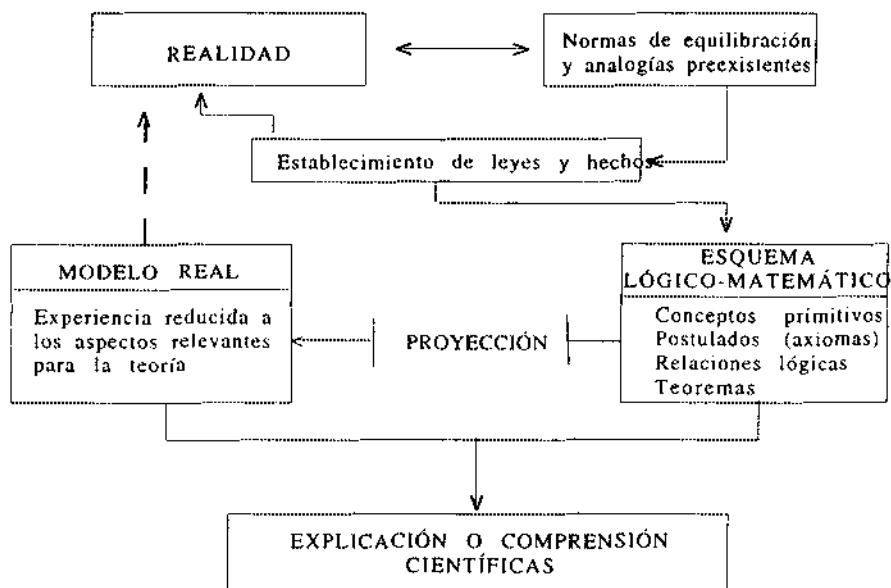 REALIDAD
Normas de equilibración
y analogías preexistentes
Establecimiento de leyes y hechos
MODELO REAL
Experiencia reducida a
los aspectos relevantes
para la teoría
PROYECCIÓN
ESQUEMA
LÓGICO-MATEMÁTICO
Conceptos primitivos
Postulados (axiomas)
Relaciones lógicas
Teoremas
EXPLICACIÓN O COMPRENSIÓN
CIENTÍFICAS